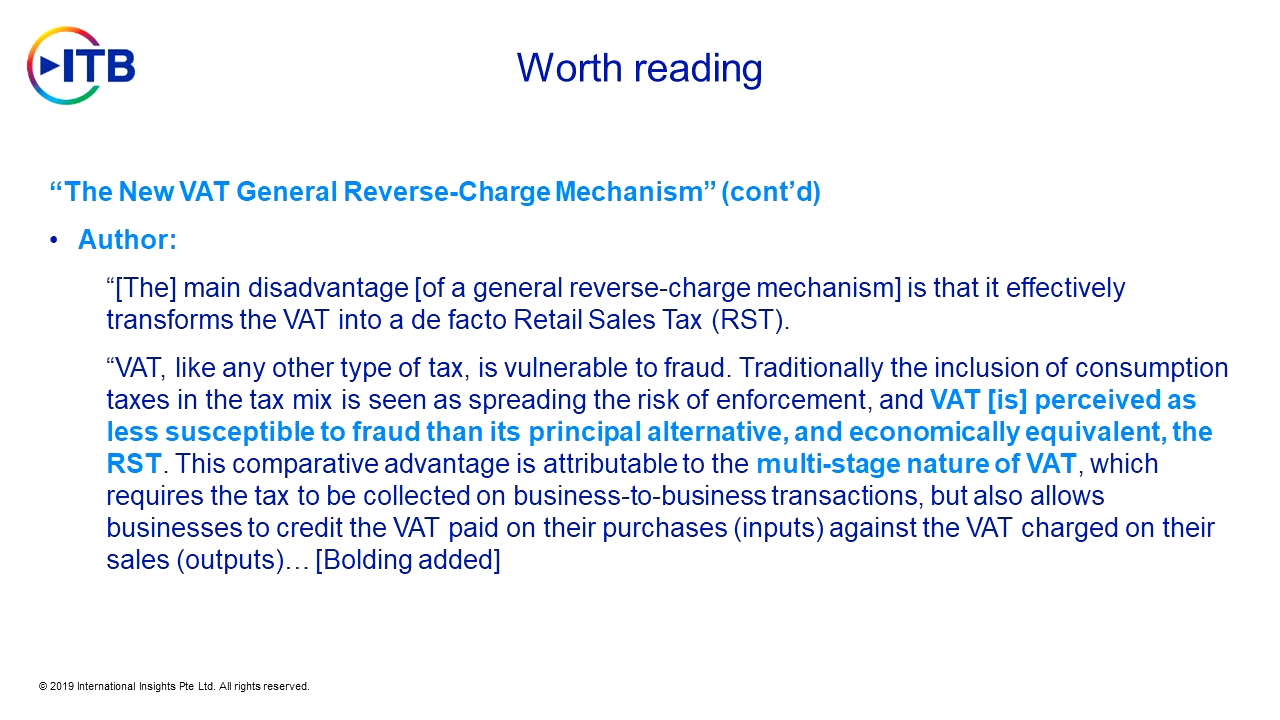 ITB
Worth reading
“The New VAT General Reverse-Charge Mechanism” (cont’d)
• Author:
“[The] main disadvantage [of a general reverse-charge mechanism] is that it effectively
transforms the VAT into a de facto Retail Sales Tax (RST).
“VAT, like any other type of tax, is vulnerable to fraud. Traditionally the inclusion of consumption
taxes in the tax mix is seen as spreading the risk of enforcement, and VAT [is] perceived as
less susceptible to fraud than its principal alternative, and economically equivalent, the
RST. This comparative advantage is attributable to the multi-stage nature of VAT, which
requires the tax to be collected on business-to-business transactions, but also allows
businesses to credit the VAT paid on their purchases (inputs) against the VAT charged on their
sales (outputs)… [Bolding added]
© 2019 International Insights Pte Ltd. All rights reserved.